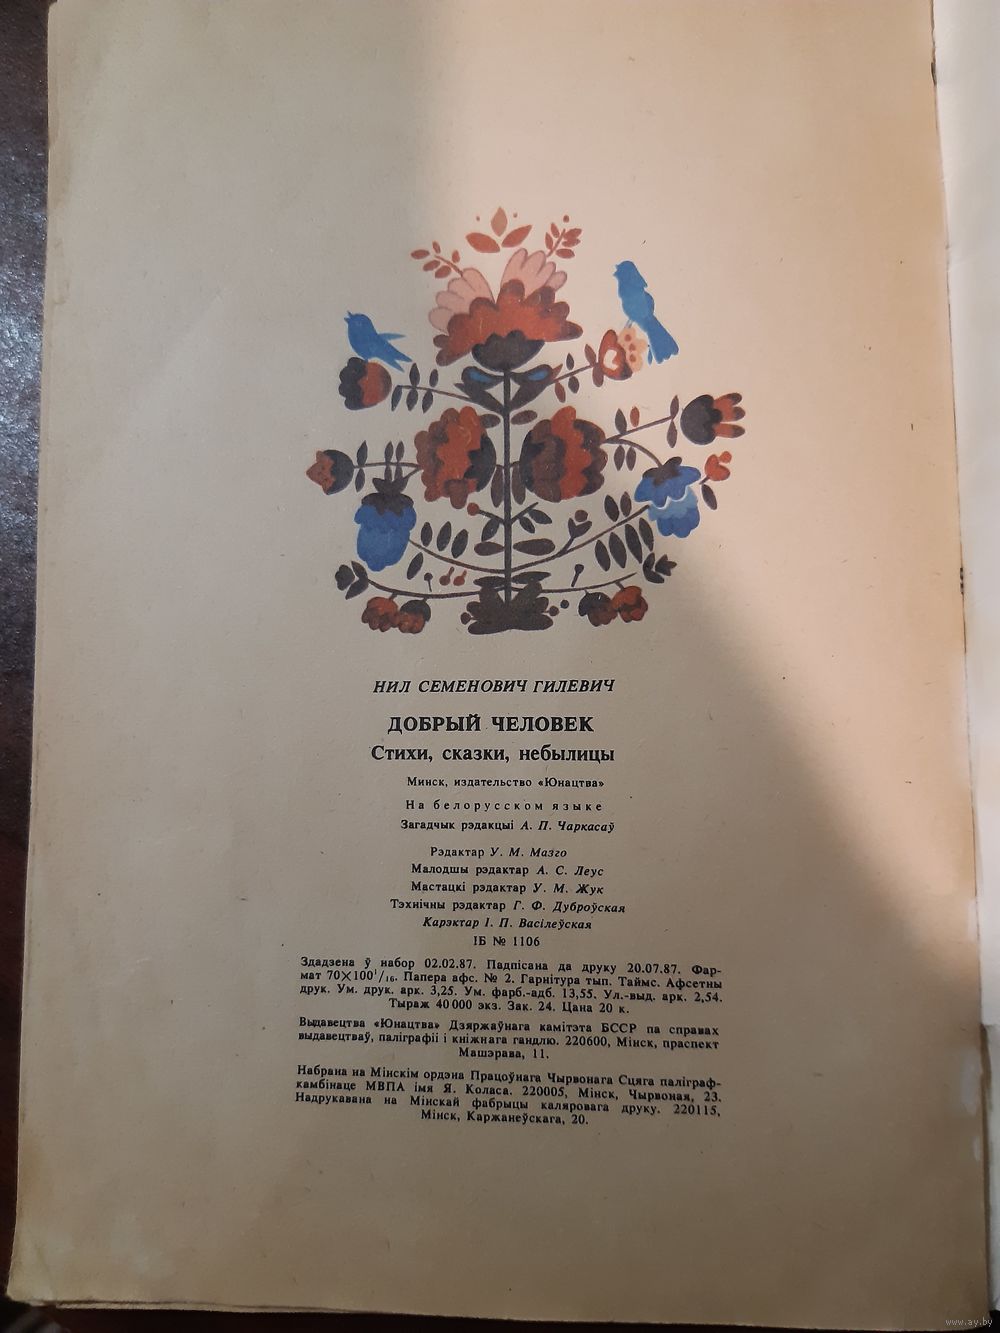 НИЛ СЕМЕНОВИЧ ГИЛЕВИЧ
ДОБРЫЙ ЧЕЛОВЕК
Стихи, сказки, небылицы
Минск, издательство «Юнацтва»
На белорусском языке
Загадчык рэдакцыі А. П. Чаркасаў
Рэдактар У. М. Мазго
Малодшы рэдактар А. С. Леус
Мастацкі рэдактар У. М. Жук
Тэхнічны рэдактар Г. Ф. Дуброўская
Карэктар І. П. Васілеўская
ІБ № 1106
Здадзена ў набор 02.02.87. Падпісана да друку 20.07.87. Фар-
мат 70×100¹/₁₆. Папера афс. № 2. Гарнітура тып. Таймс. Афсетны
друк. Ум. друк. арк. 3,25. Ум. фарб.-адб. 13,55. Ул.-выд. арк. 2,54.
Тыраж 40 000 экз. Зак. 24. Цана 20 к.
Выдавецтва «Юнацтва» Дзяржаўнага камітэта БССР па справах
выдавецтваў, паліграфіі і кніжнага гандлю. 220600, Мінск, праспект
Машэрава, 11.
Набрана на Мінскім ордэна Працоўнага Чырвонага Сцяга паліграф-
камбінаце МВПА імя Я. Коласа. 220005, Мінск, Чырвоная, 23.
Надрукавана на Мінскай фабрыцы каляровага друку. 220115,
Мінск, Каржанеўскага, 20.
www.ay.by